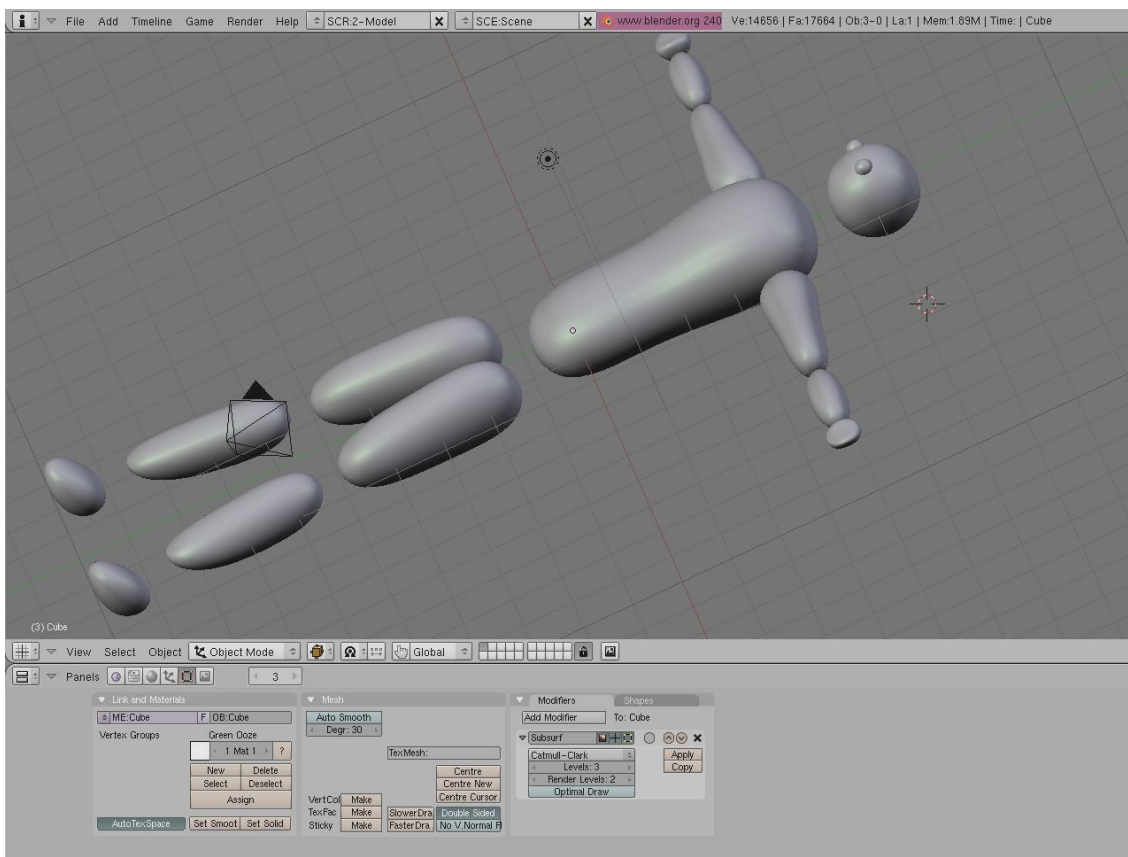 File Add Timeline Game Render Help SCR:2-Model SCE:Scene www.blender.org 240 Ve:14656 | Fa:17664 | Ob:3-0 | La:1 | Mem:1.89M | Time: | Cube
(3) Cube
View Select Object Object Mode Global
Panels 3
Link and Materials Mesh Modifiers Shapes
ME:Cube F OB:Cube Auto Smooth Add Modifier To: Cube
Vertex Groups Green Ooze Degr: 30 Subsurf
1 Mat 1 ? TexMesh: Catmull-Clark Apply
New Delete Centre Levels: 3 Copy
Select Deselect Centre New Render Levels: 2
Assign VertCol Make Centre Cursor Optimal Draw
TexFac Make SlowerDra Double Sided
AutoTexSpace Set Smoot Set Solid Sticky Make FasterDra No V.Normal F